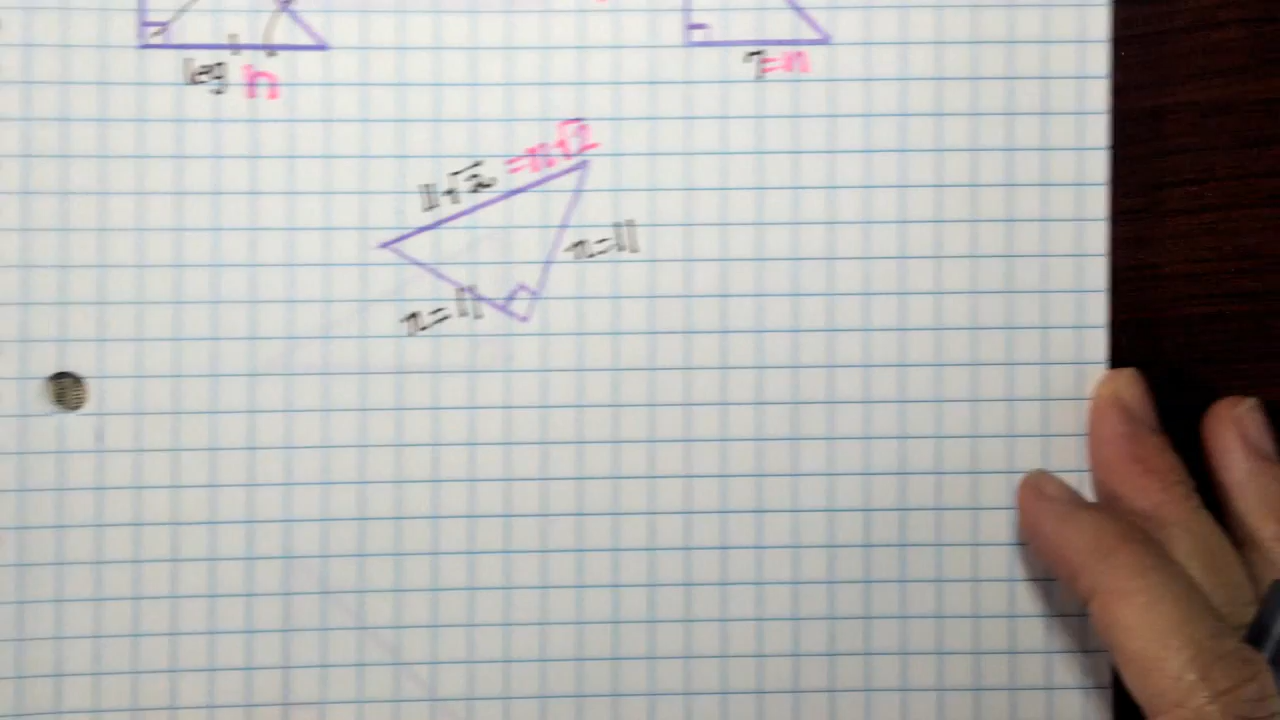 leg n
7=n
11√2 =n√2
n=11
n=11